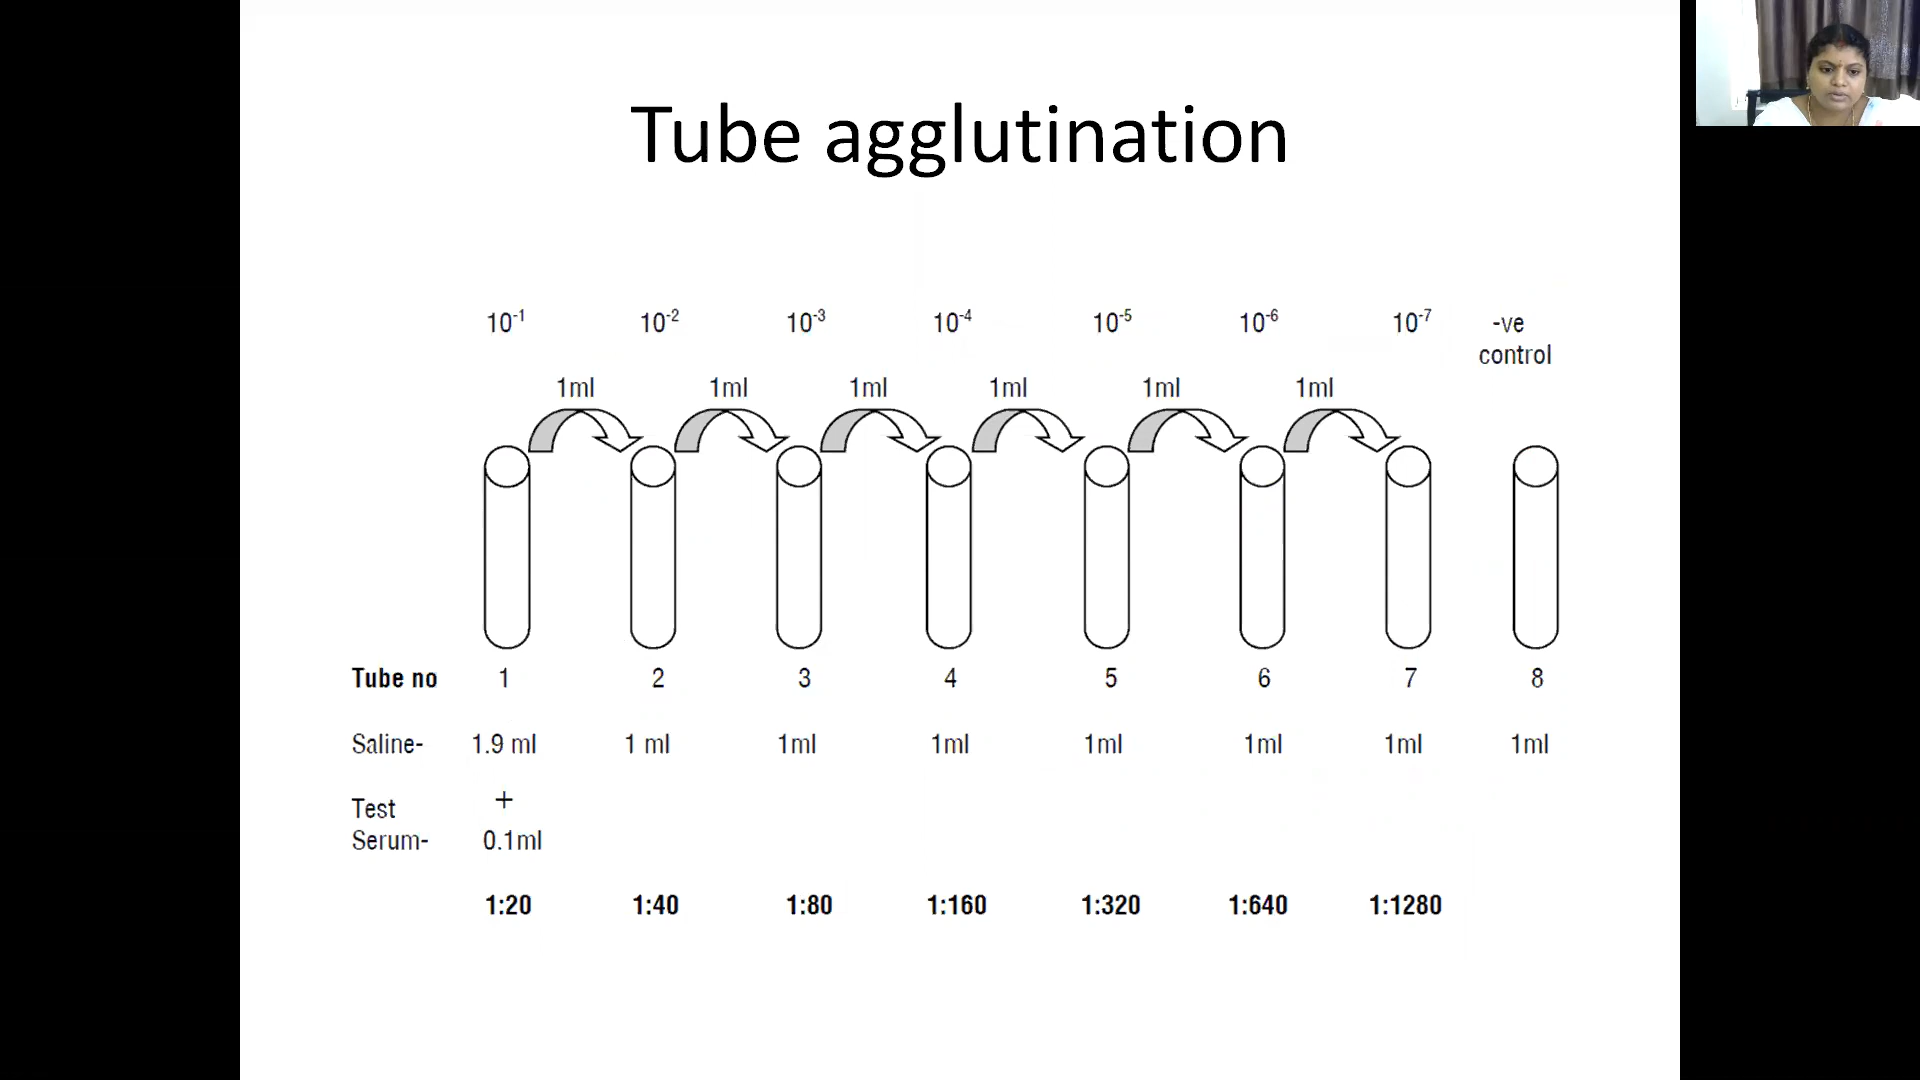 Tube agglutination
10-1 10-2 10-3 10-4 10-5 10-6 10-7 -ve
control
1ml 1ml 1ml 1ml 1ml 1ml
Tube no 1 2 3 4 5 6 7 8
Saline- 1.9 ml 1 ml 1ml 1ml 1ml 1ml 1ml 1ml
+
Test
Serum- 0.1ml
1:20 1:40 1:80 1:160 1:320 1:640 1:1280